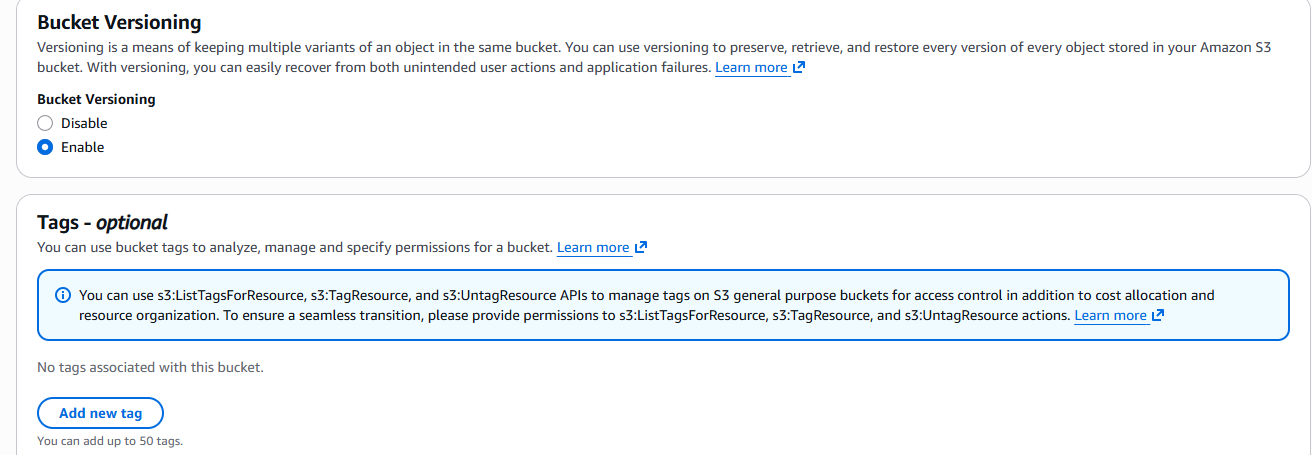 Bucket Versioning
Versioning is a means of keeping multiple variants of an object in the same bucket. You can use versioning to preserve, retrieve, and restore every version of every object stored in your Amazon S3
bucket. With versioning, you can easily recover from both unintended user actions and application failures. Learn more
Bucket Versioning
Disable
Enable
Tags - optional
You can use bucket tags to analyze, manage and specify permissions for a bucket. Learn more
You can use s3:ListTagsForResource, s3:TagResource, and s3:UntagResource APIs to manage tags on S3 general purpose buckets for access control in addition to cost allocation and
resource organization. To ensure a seamless transition, please provide permissions to s3:ListTagsForResource, s3:TagResource, and s3:UntagResource actions. Learn more
No tags associated with this bucket.
Add new tag
You can add up to 50 tags.